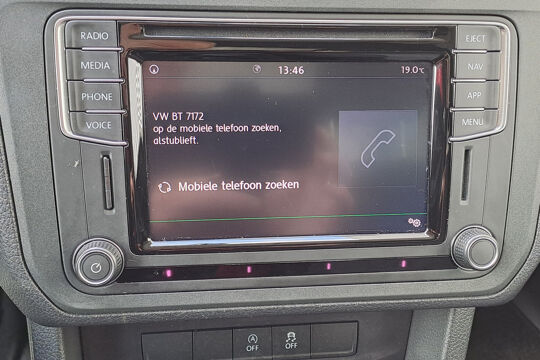 RADIO
MEDIA
PHONE
VOICE
EJECT
NAV
APP
MENU
13:46
19.0°C
VW BT 7172
op de mobiele telefoon zoeken,
alstublieft.
Mobiele telefoon zoeken
OFF
OFF